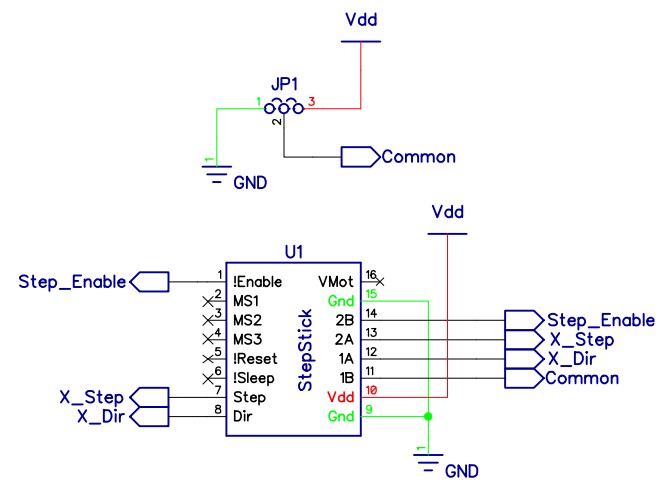 Vdd
JP1
1 3
2
Common
1
GND
Vdd
U1
Step_Enable 1 !Enable VMot 16
2 MS1 Gnd 15
3 MS2 2B 14 Step_Enable
4 MS3 2A 13 X_Step
5 !Reset 1A 12 X_Dir
6 !Sleep 1B 11 Common
X_Step 7 Step Vdd 10
X_Dir 8 Dir Gnd 9
StepStick
1
GND